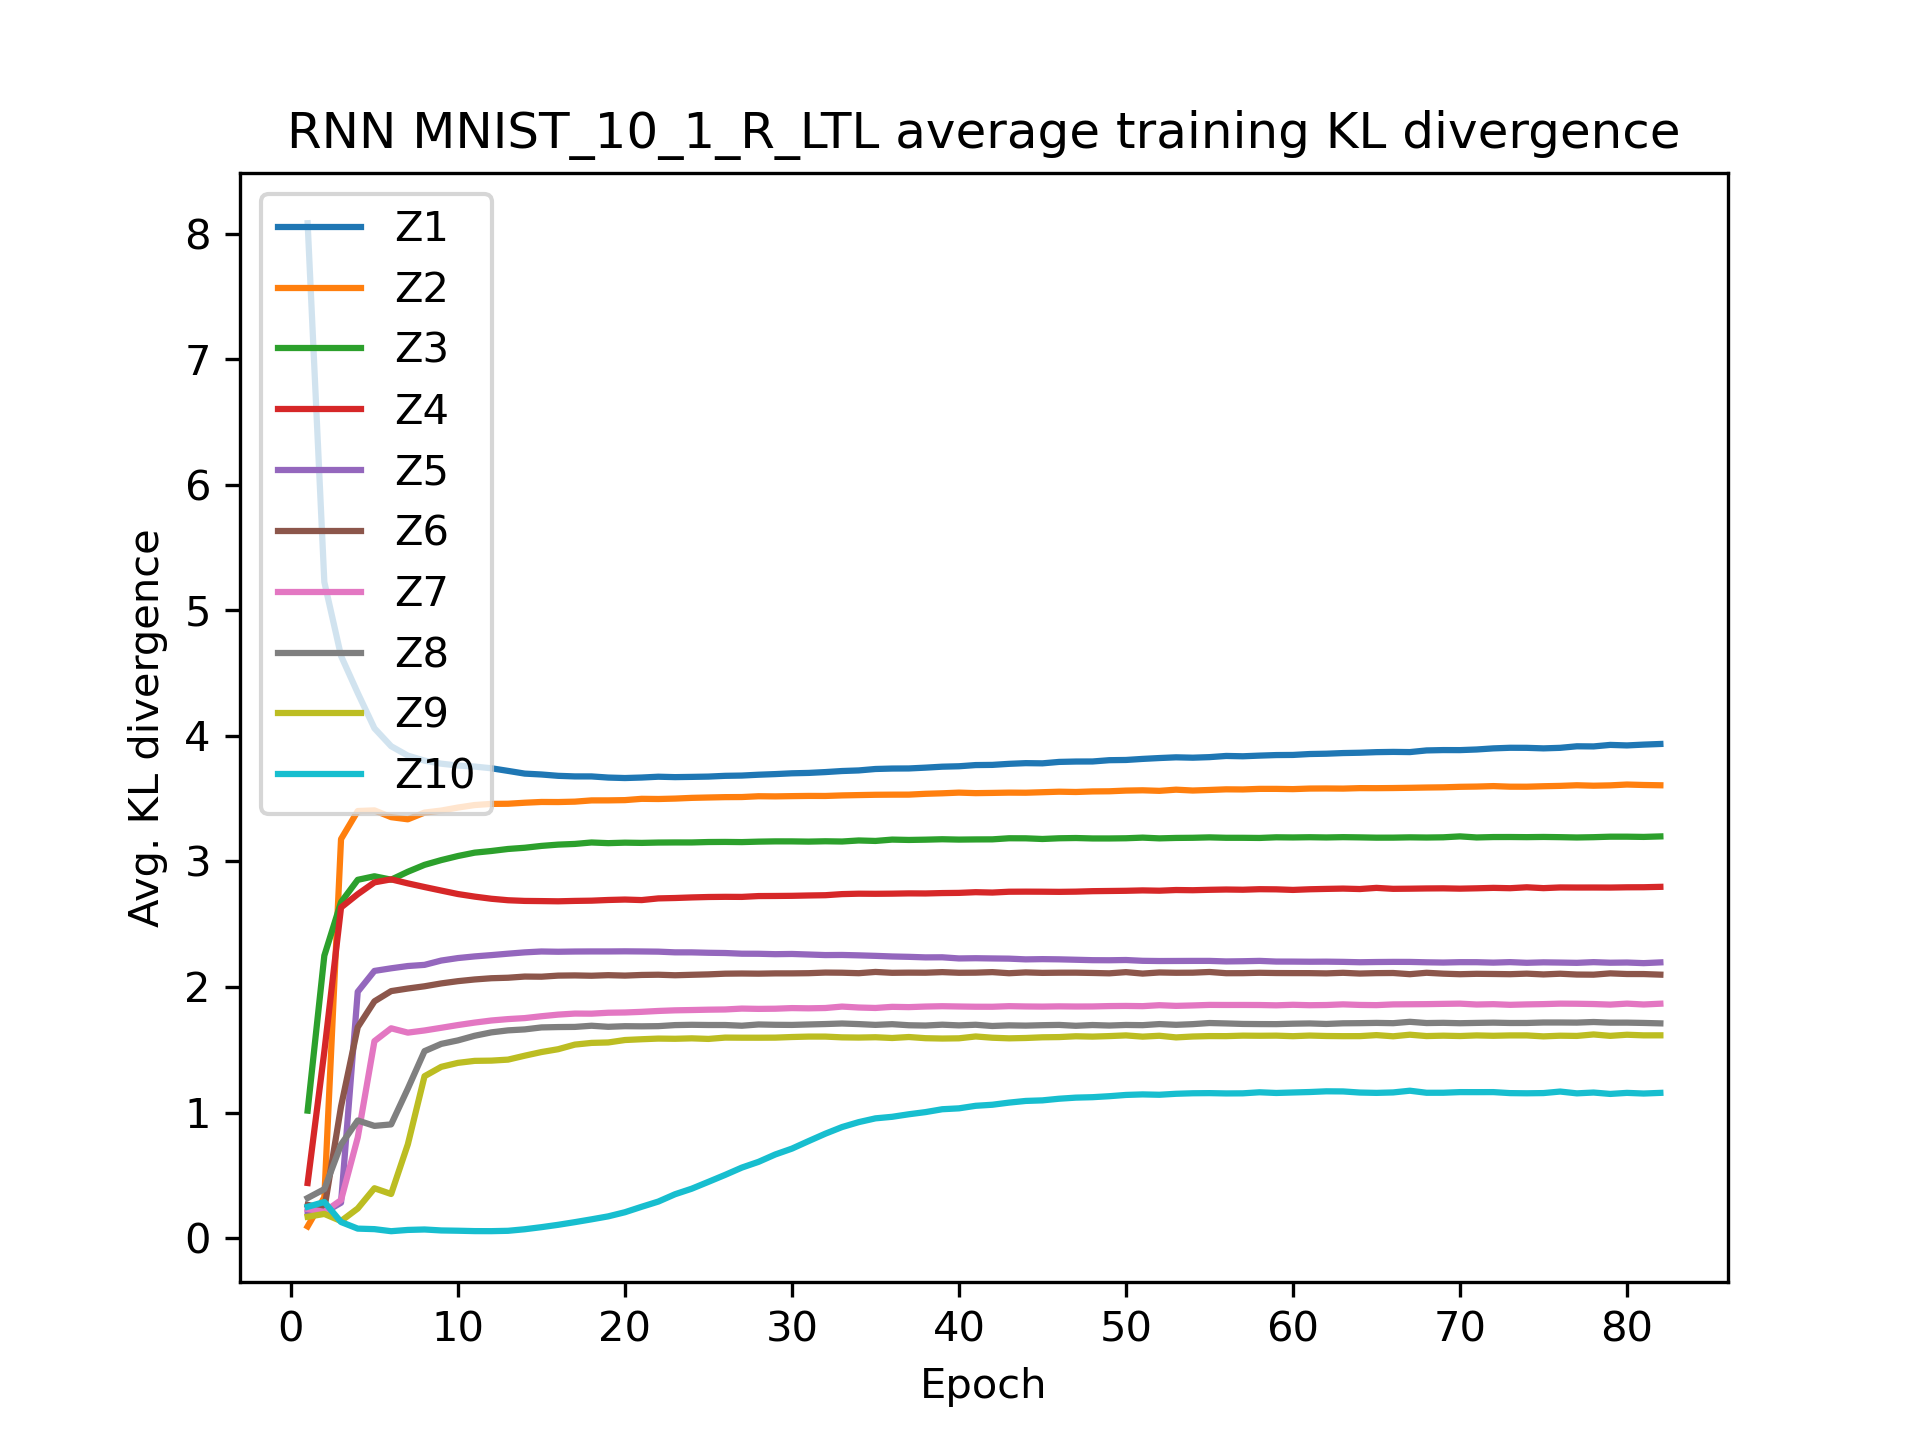 RNN MNIST_10_1_R_LTL average training KL divergence
8
7
6
5
4
3
2
1
0
Avg. KL divergence
Z1
Z2
Z3
Z4
Z5
Z6
Z7
Z8
Z9
Z10
0 10 20 30 40 50 60 70 80
Epoch